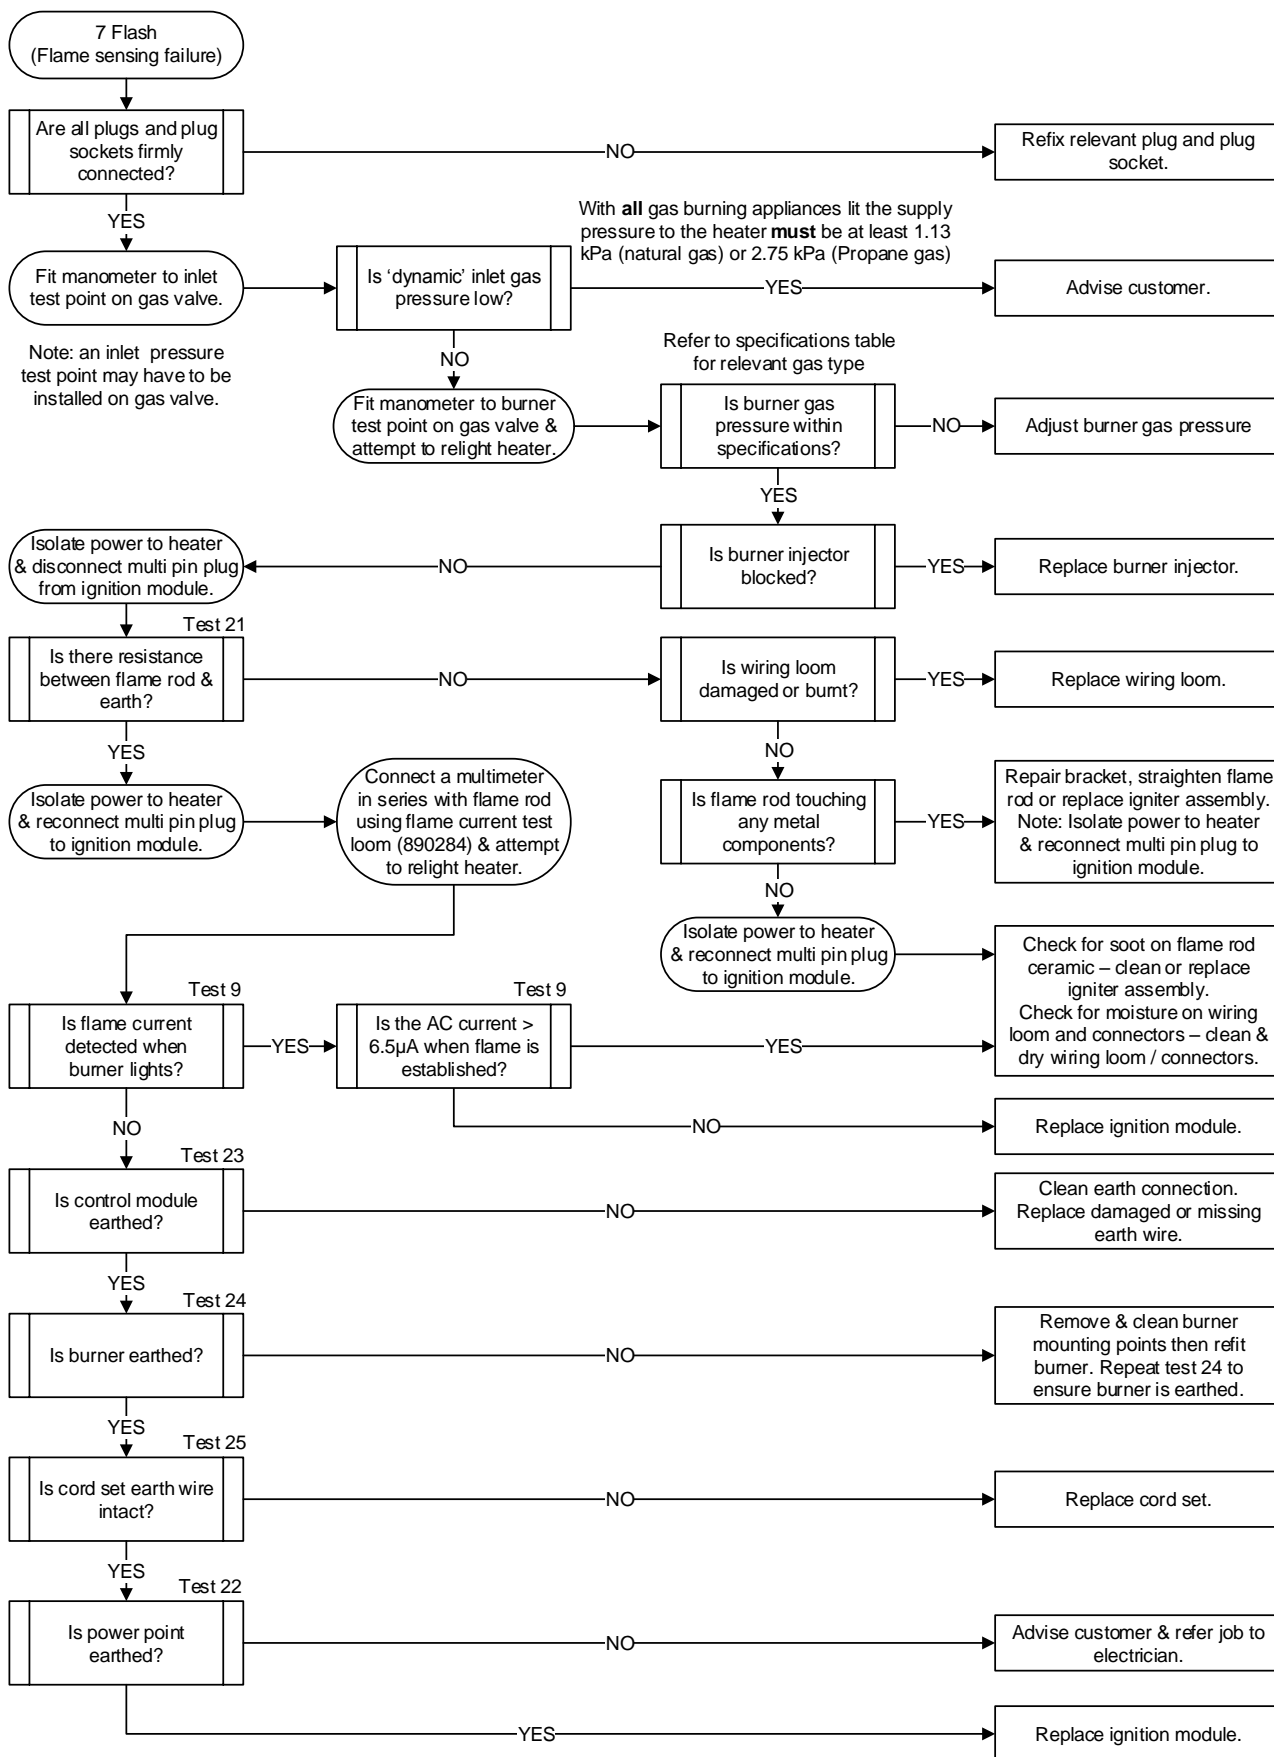 7 Flash
(Flame sensing failure)
Are all plugs and plug
sockets firmly
connected?
NO
Refix relevant plug and plug
socket.
YES
With all gas burning appliances lit the supply
pressure to the heater must be at least 1.13
kPa (natural gas) or 2.75 kPa (Propane gas)
Fit manometer to inlet
test point on gas valve.
Is ‘dynamic’ inlet gas
pressure low?
YES
Advise customer.
Note: an inlet pressure
test point may have to be
installed on gas valve.
NO
Refer to specifications table
for relevant gas type
Fit manometer to burner
test point on gas valve &
attempt to relight heater.
Is burner gas
pressure within
specifications?
NO
Adjust burner gas pressure
YES
Isolate power to heater
& disconnect multi pin plug
from ignition module.
NO
Is burner injector
blocked?
YES
Replace burner injector.
Test 21
Is there resistance
between flame rod &
earth?
NO
Is wiring loom
damaged or burnt?
YES
Replace wiring loom.
YES
NO
Isolate power to heater
& reconnect multi pin plug
to ignition module.
Connect a multimeter
in series with flame rod
using flame current test
loom (890284) & attempt
to relight heater.
Is flame rod touching
any metal
components?
YES
Repair bracket, straighten flame
rod or replace igniter assembly.
Note: Isolate power to heater
& reconnect multi pin plug to
ignition module.
NO
Isolate power to heater
& reconnect multi pin plug
to ignition module.
Check for soot on flame rod
ceramic – clean or replace
igniter assembly.
Check for moisture on wiring
loom and connectors – clean &
dry wiring loom / connectors.
Test 9
Is flame current
detected when
burner lights?
YES
Test 9
Is the AC current >
6.5µA when flame is
established?
YES
NO
NO
Replace ignition module.
Test 23
Is control module
earthed?
NO
Clean earth connection.
Replace damaged or missing
earth wire.
YES
Test 24
Is burner earthed?
NO
Remove & clean burner
mounting points then refit
burner. Repeat test 24 to
ensure burner is earthed.
YES
Test 25
Is cord set earth wire
intact?
NO
Replace cord set.
YES
Test 22
Is power point
earthed?
NO
Advise customer & refer job to
electrician.
YES
Replace ignition module.